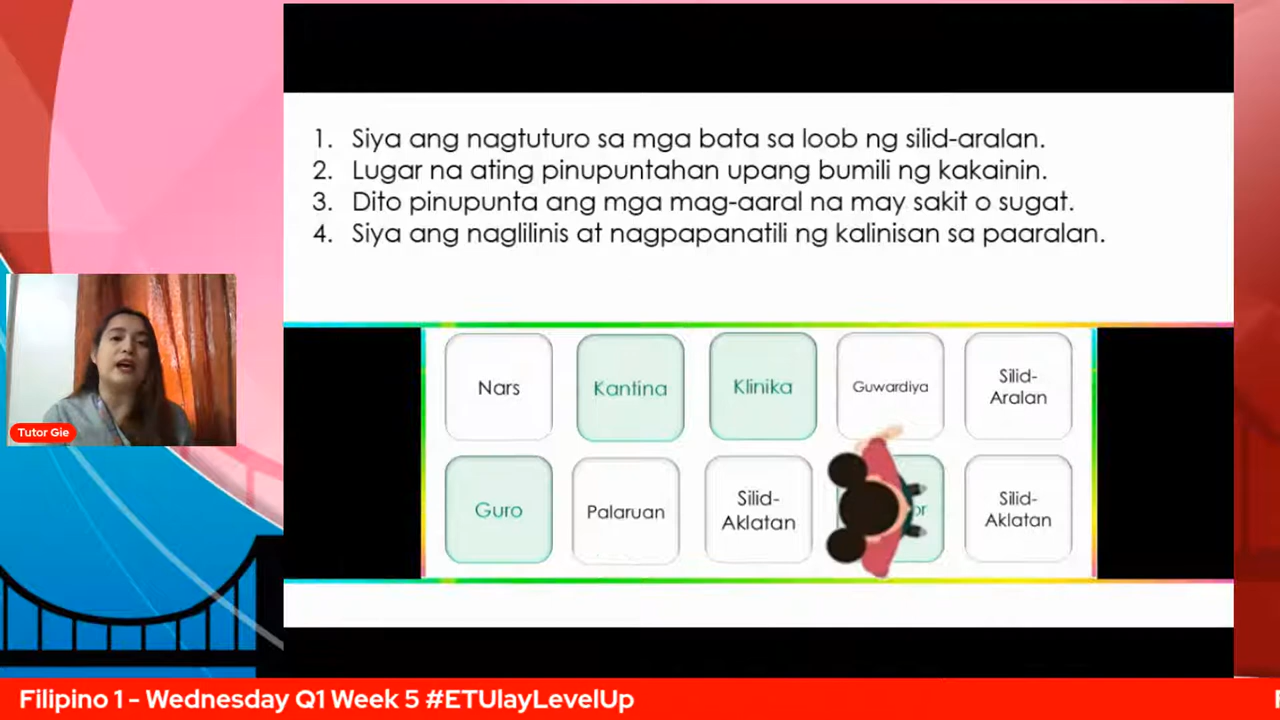 1. Siya ang nagtuturo sa mga bata sa loob ng silid-aralan.
2. Lugar na ating pinupuntahan upang bumili ng kakainin.
3. Dito pinupunta ang mga mag-aaral na may sakit o sugat.
4. Siya ang naglilinis at nagpapanatili ng kalinisan sa paaralan.
Nars
Kantina
Klinika
Guwardiya
Silid-
Aralan
Guro
Palaruan
Silid-
Aklatan
Silid-
Aklatan
Tutor Gie
Filipino 1 - Wednesday Q1 Week 5 #ETUlayLevelUp